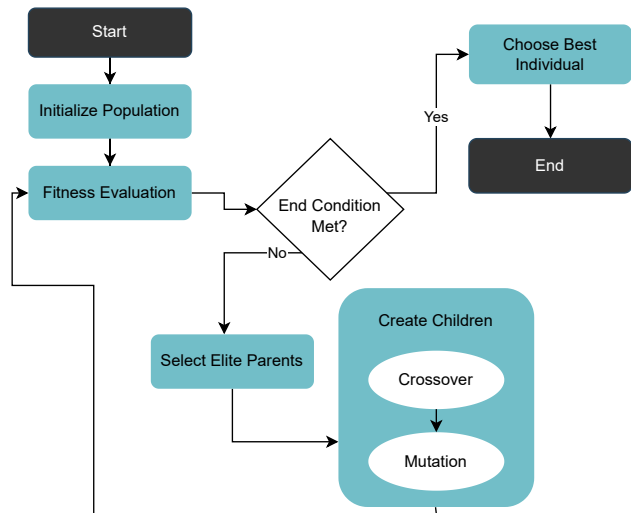 Start
Initialize Population
Fitness Evaluation
End Condition
Met?
Yes
Choose Best
Individual
End
No
Select Elite Parents
Create Children
Crossover
Mutation